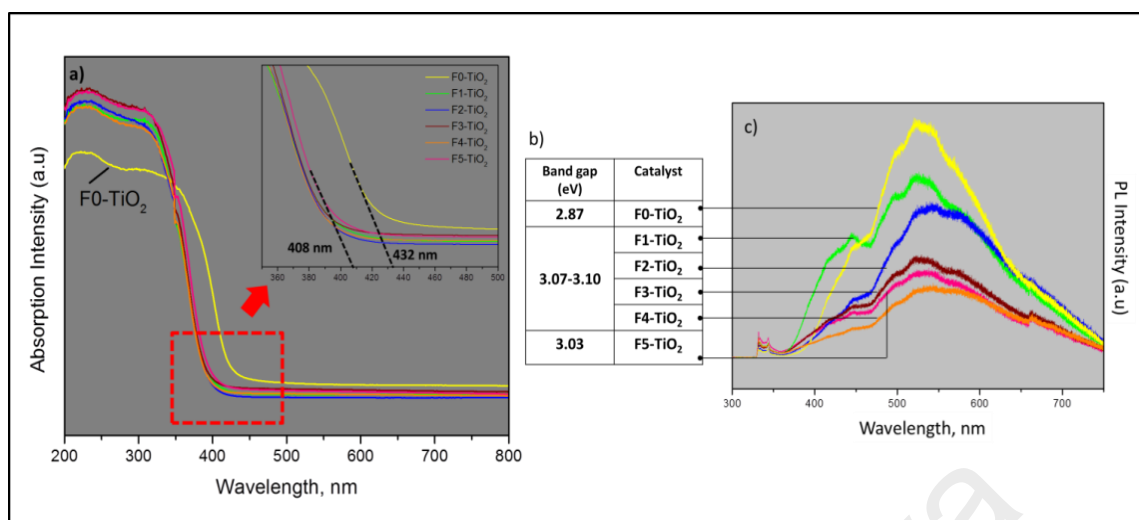 a)
F0-TiO2
F1-TiO2
F2-TiO2
F3-TiO2
F4-TiO2
F5-TiO2
F0-TiO2
408 nm
432 nm
360 380 400 420 440 460 480 500
Absorption Intensity (a.u)
200 300 400 500 600 700 800
Wavelength, nm
b)
Band gap (eV) Catalyst
2.87 F0-TiO2
F1-TiO2
F2-TiO2
3.07-3.10
F3-TiO2
F4-TiO2
3.03 F5-TiO2
c)
PL Intensity (a.u)
300 400 500 600 700
Wavelength, nm